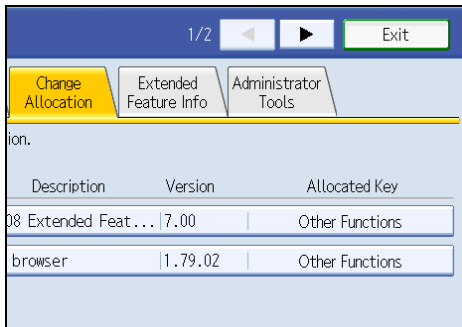 1/2 Exit
Change Allocation Extended Feature Info Administrator Tools
ion.
Description Version Allocated Key
08 Extended Feat... 7.00 Other Functions
browser 1.79.02 Other Functions